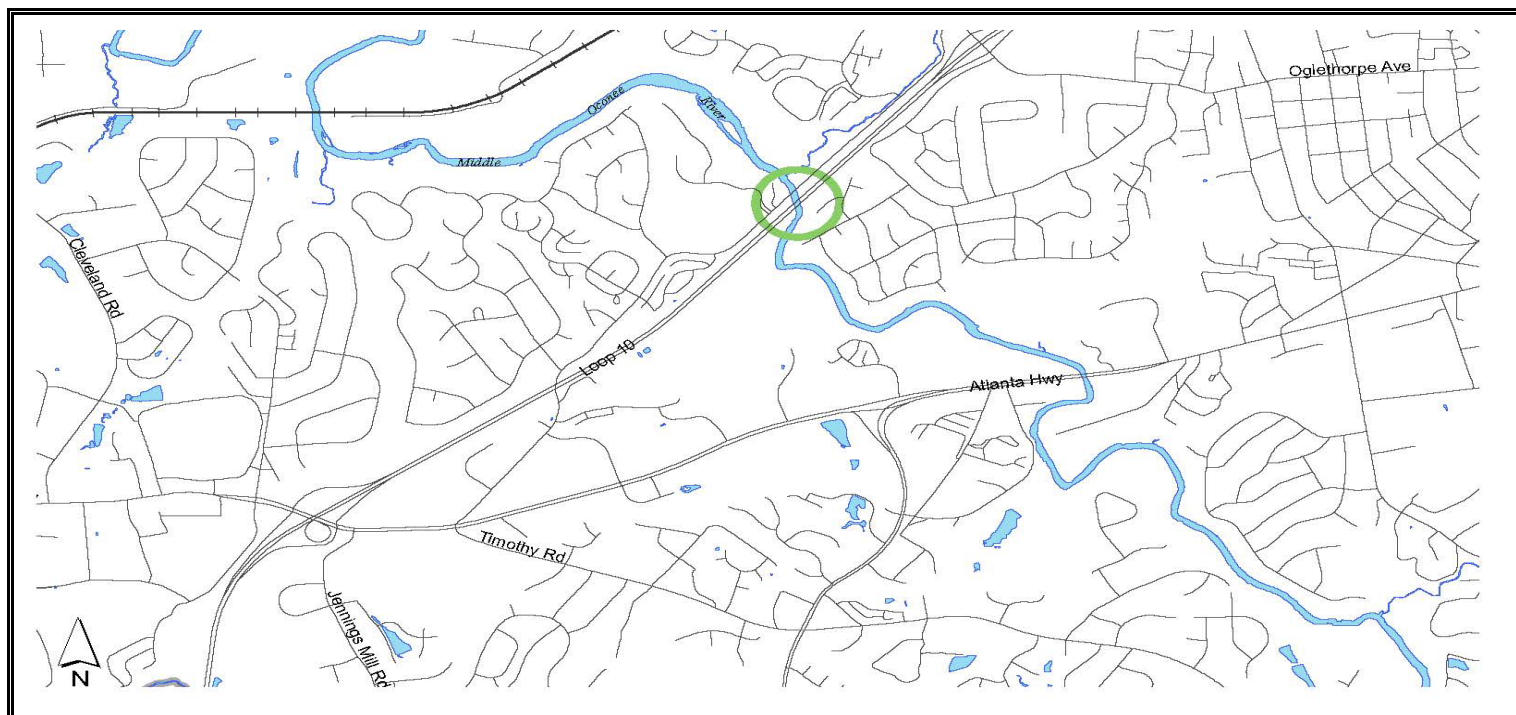 Oglethorpe Ave
Middle Oconee River
Cleveland Rd
Loop 10
Atlanta Hwy
Timothy Rd
Jennings Mill Rd
N